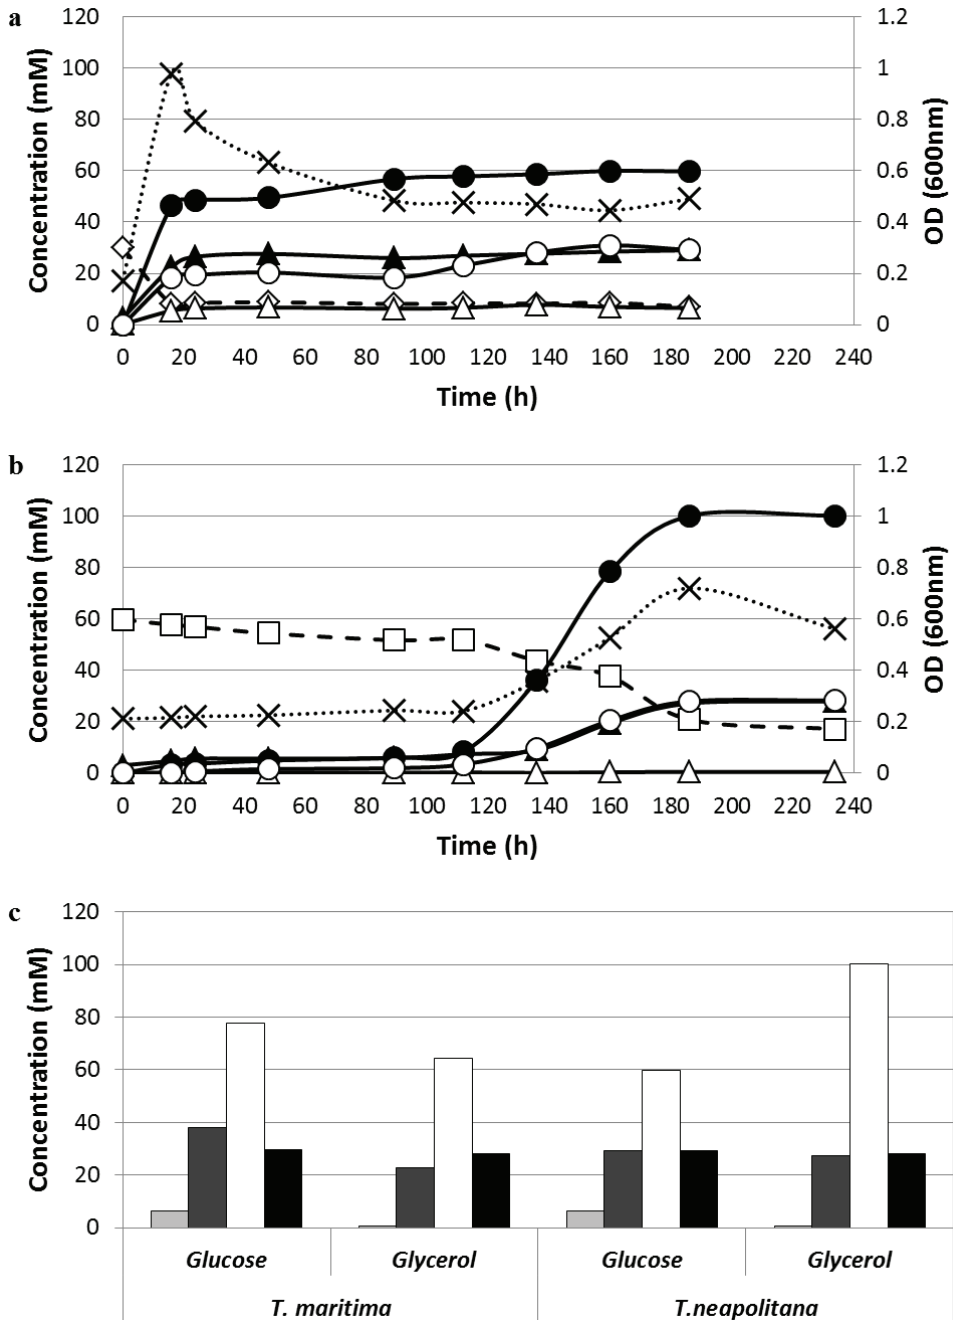 a
120 1.2
100 1
80 0.8
60 0.6
40 0.4
20 0.2
0 0
Concentration (mM)
OD (600nm)
0 20 40 60 80 100 120 140 160 180 200 220 240
Time (h)
b
120 1.2
100 1
80 0.8
60 0.6
40 0.4
20 0.2
0 0
Concentration (mM)
OD (600nm)
0 20 40 60 80 100 120 140 160 180 200 220 240
Time (h)
c
120
100
80
60
40
20
0
Concentration (mM)
Glucose Glycerol Glucose Glycerol
T. maritima T.neapolitana